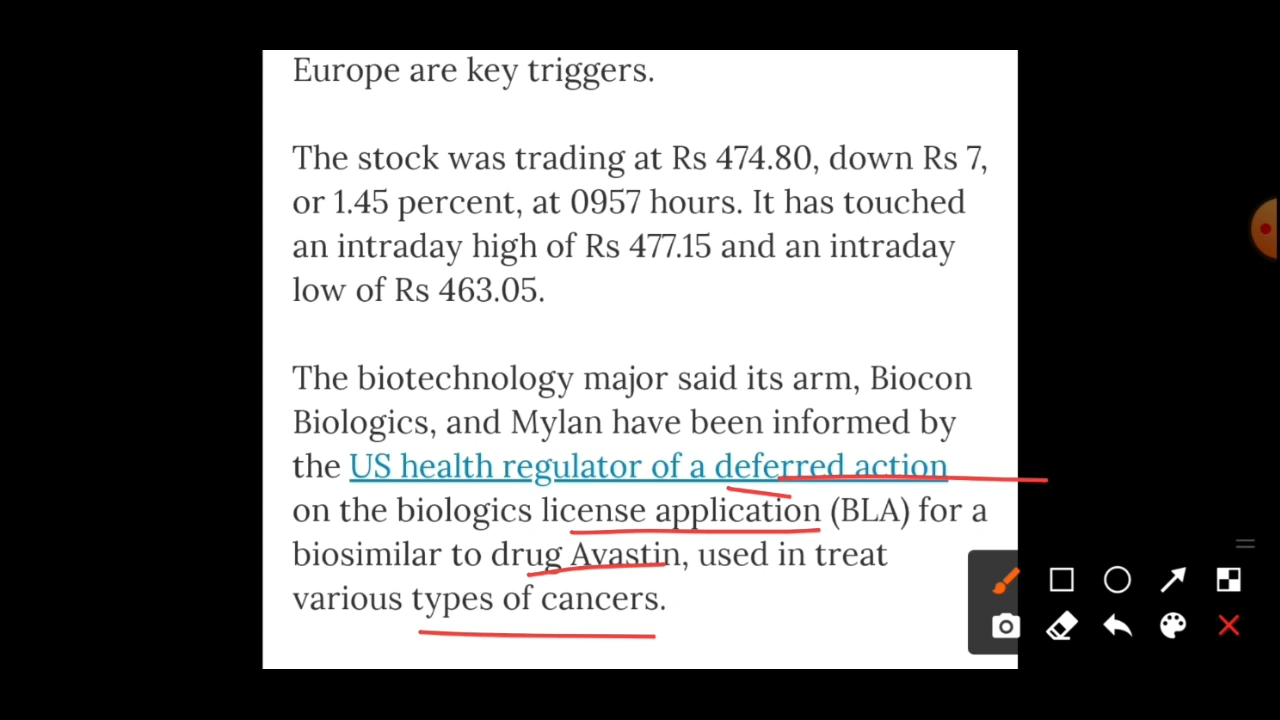 Europe are key triggers.
The stock was trading at Rs 474.80, down Rs 7,
or 1.45 percent, at 0957 hours. It has touched
an intraday high of Rs 477.15 and an intraday
low of Rs 463.05.
The biotechnology major said its arm, Biocon
Biologics, and Mylan have been informed by
the US health regulator of a deferred action
on the biologics license application (BLA) for a
biosimilar to drug Avastin, used in treat
various types of cancers.